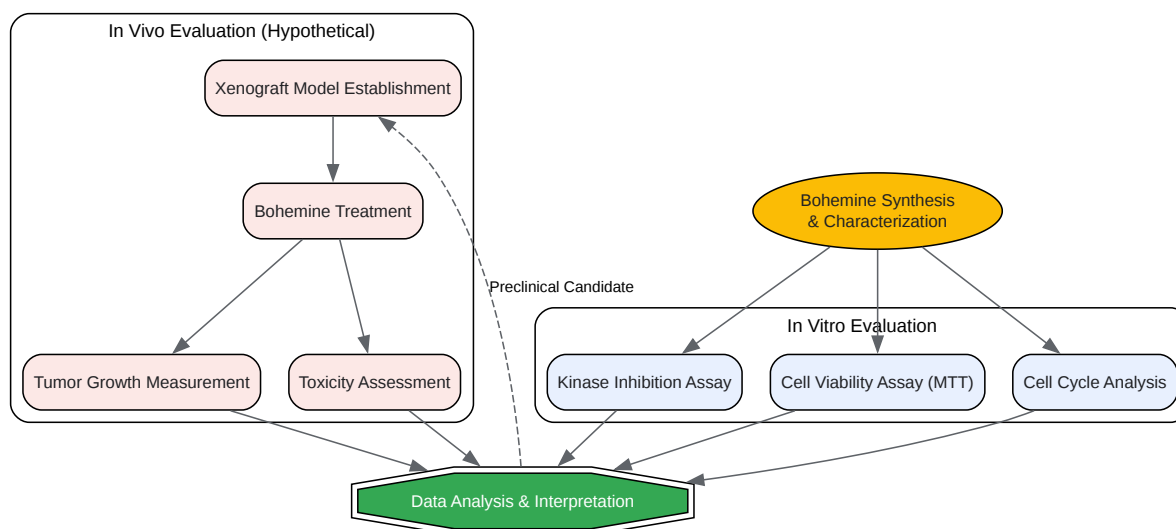 In Vivo Evaluation (Hypothetical)
Xenograft Model Establishment
Bohemine Treatment
Bohemine Synthesis
& Characterization
Preclinical Candidate
In Vitro Evaluation
Tumor Growth Measurement
Toxicity Assessment
Kinase Inhibition Assay
Cell Viability Assay (MTT)
Cell Cycle Analysis
Data Analysis & Interpretation